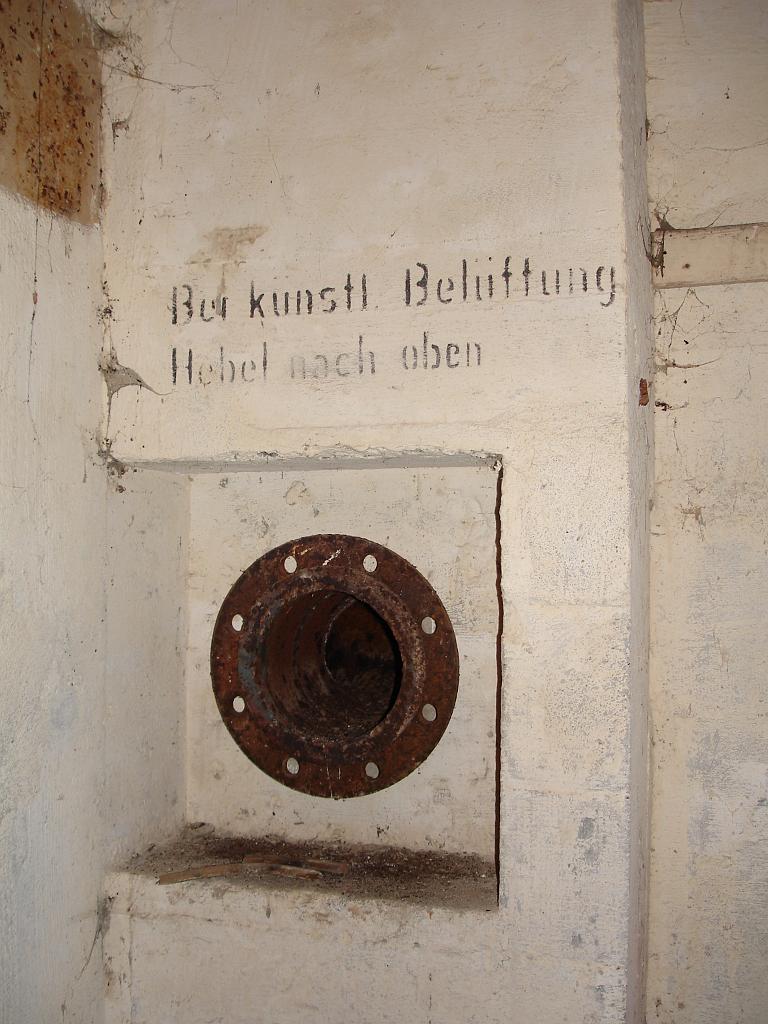 Bei künstl. Belüftung
Hebel nach oben